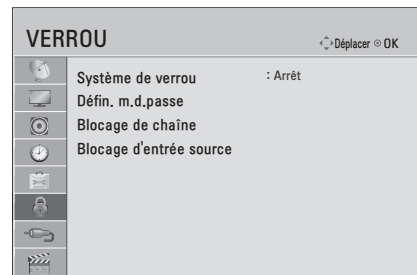 VERROU
Déplacer OK
Système de verrou : Arrêt
Défin. m.d.passe
Blocage de chaîne
Blocage d'entrée source